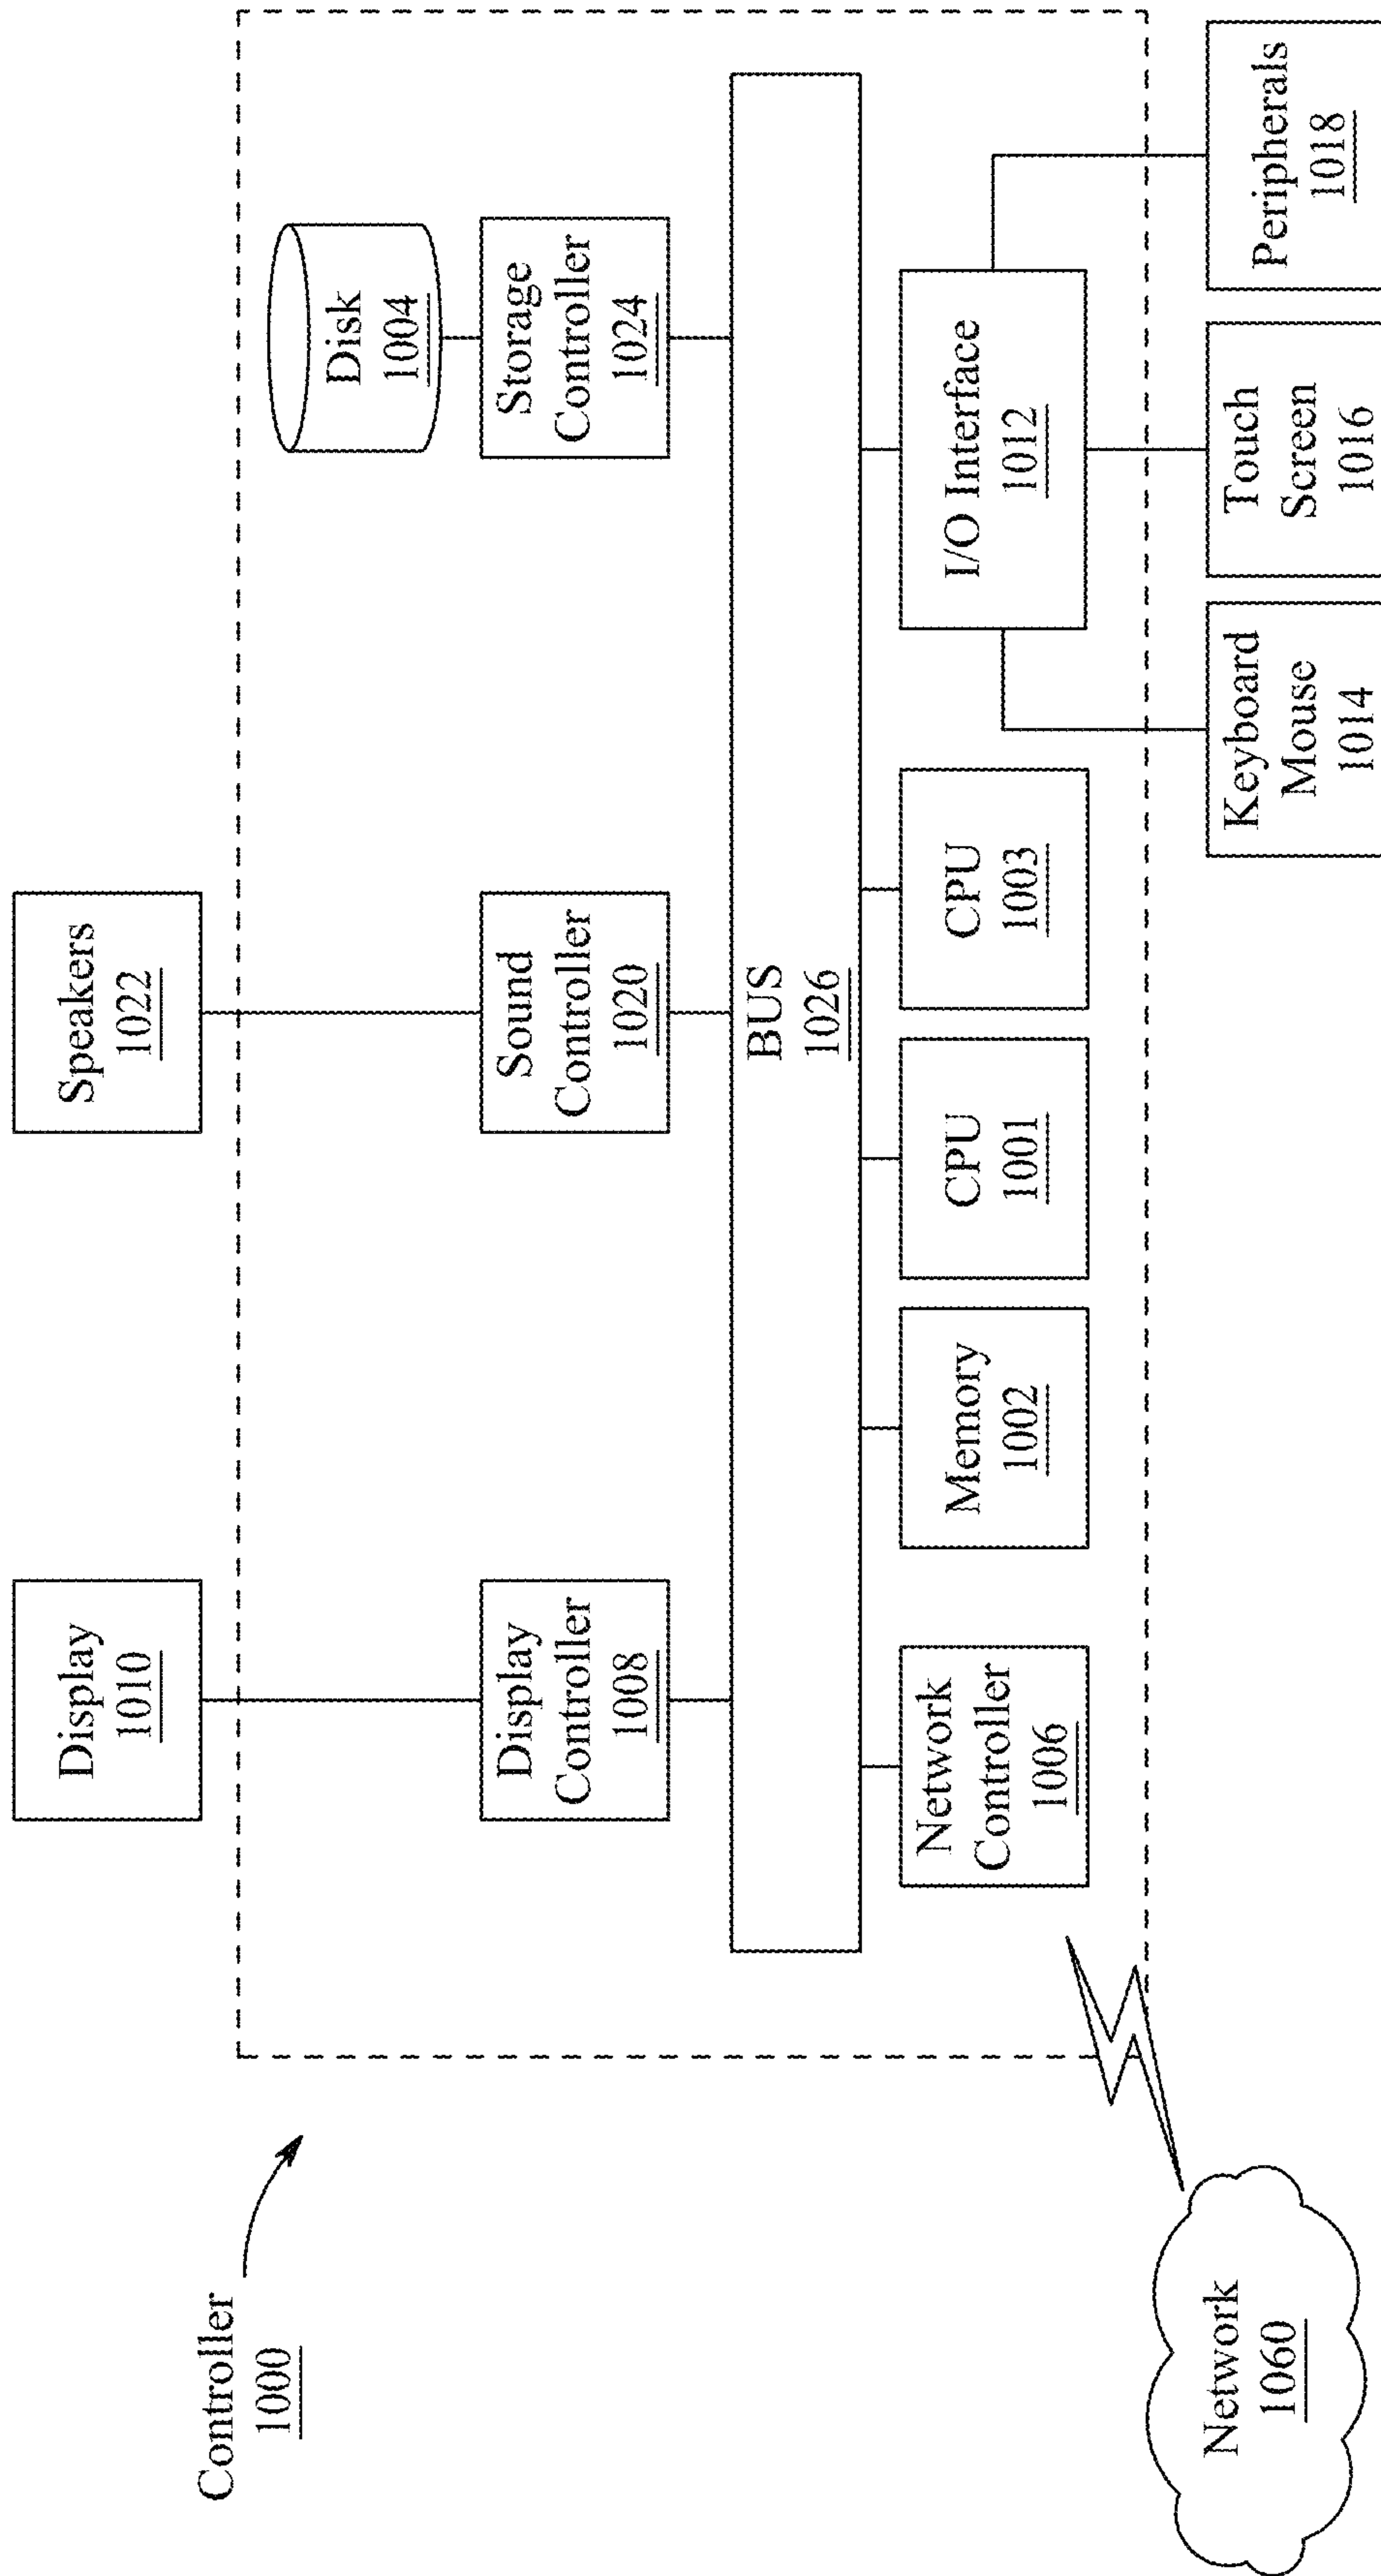 Controller
1000
Display
1010
Speakers
1022
Disk
1004
Display
Controller
1008
Sound
Controller
1020
Storage
Controller
1024
BUS
1026
Network
Controller
1006
Memory
1002
CPU
1001
CPU
1003
I/O Interface
1012
Network
1060
Keyboard
Mouse
1014
Touch
Screen
1016
Peripherals
1018